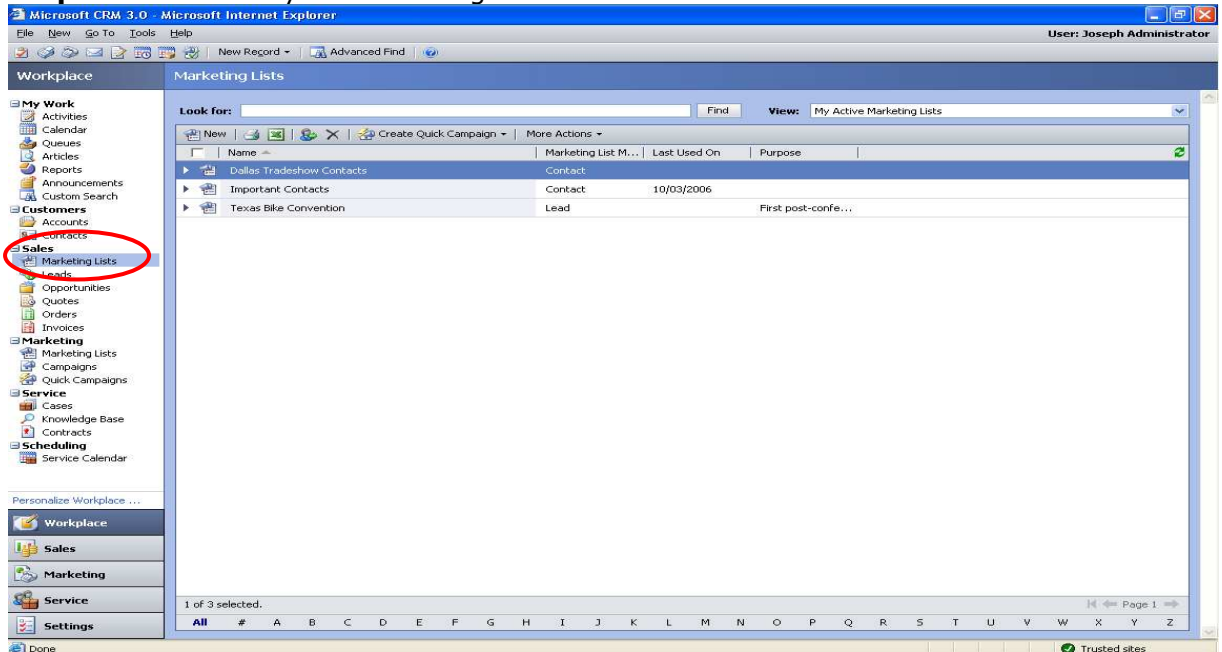 Microsoft CRM 3.0 - Microsoft Internet Explorer
File New Go To Tools Help
User: Joseph Administrator
New Record Advanced Find
Workplace
Marketing Lists
My Work
Activities
Calendar
Queues
Articles
Reports
Announcements
Custom Search
Customers
Accounts
Contacts
Sales
Marketing Lists
Leads
Opportunities
Quotes
Orders
Invoices
Marketing
Marketing Lists
Campaigns
Quick Campaigns
Service
Cases
Knowledge Base
Contracts
Scheduling
Service Calendar
Personalize Workplace ...
Workplace
Sales
Marketing
Service
Settings
Look for: Find View: My Active Marketing Lists
New Create Quick Campaign More Actions
Name Marketing List M... Last Used On Purpose
Dallas Tradeshow Contacts Contact
Important Contacts Contact 10/03/2006
Texas Bike Convention Lead First post-confe...
1 of 3 selected. Page 1
All # A B C D E F G H I J K L M N O P Q R S T U V W X Y Z
Done Trusted sites